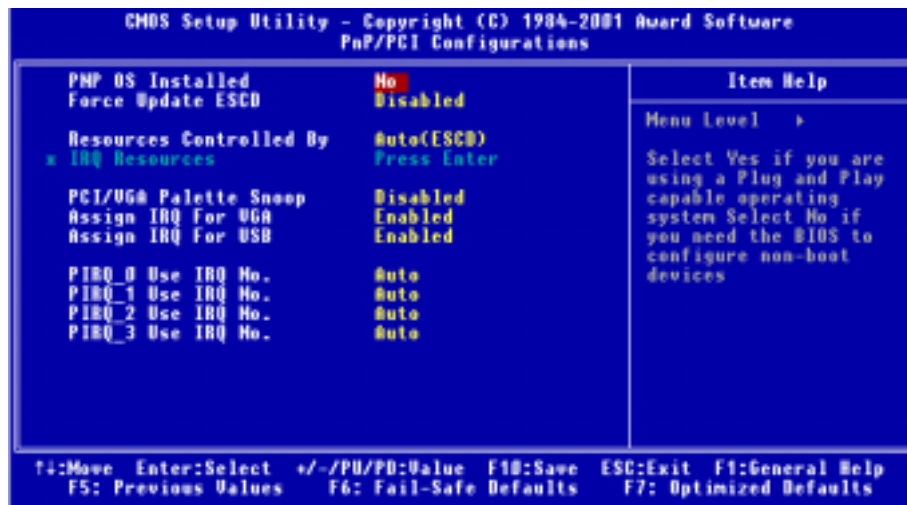 CMOS Setup Utility - Copyright (C) 1984-2001 Award Software
PnP/PCI Configurations
PNP OS Installed No
Force Update ESCD Disabled
Resources Controlled By Auto(ESCD)
x IRQ Resources Press Enter
PCI/VGA Palette Snoop Disabled
Assign IRQ For VGA Enabled
Assign IRQ For USB Enabled
PIRQ_0 Use IRQ No. Auto
PIRQ_1 Use IRQ No. Auto
PIRQ_2 Use IRQ No. Auto
PIRQ_3 Use IRQ No. Auto
Item Help
Menu Level ▸
Select Yes if you are
using a Plug and Play
capable operating
system Select No if
you need the BIOS to
configure non-boot
devices
↑↓:Move Enter:Select +/-/PU/PD:Value F10:Save ESC:Exit F1:General Help
F5: Previous Values F6: Fail-Safe Defaults F7: Optimized Defaults